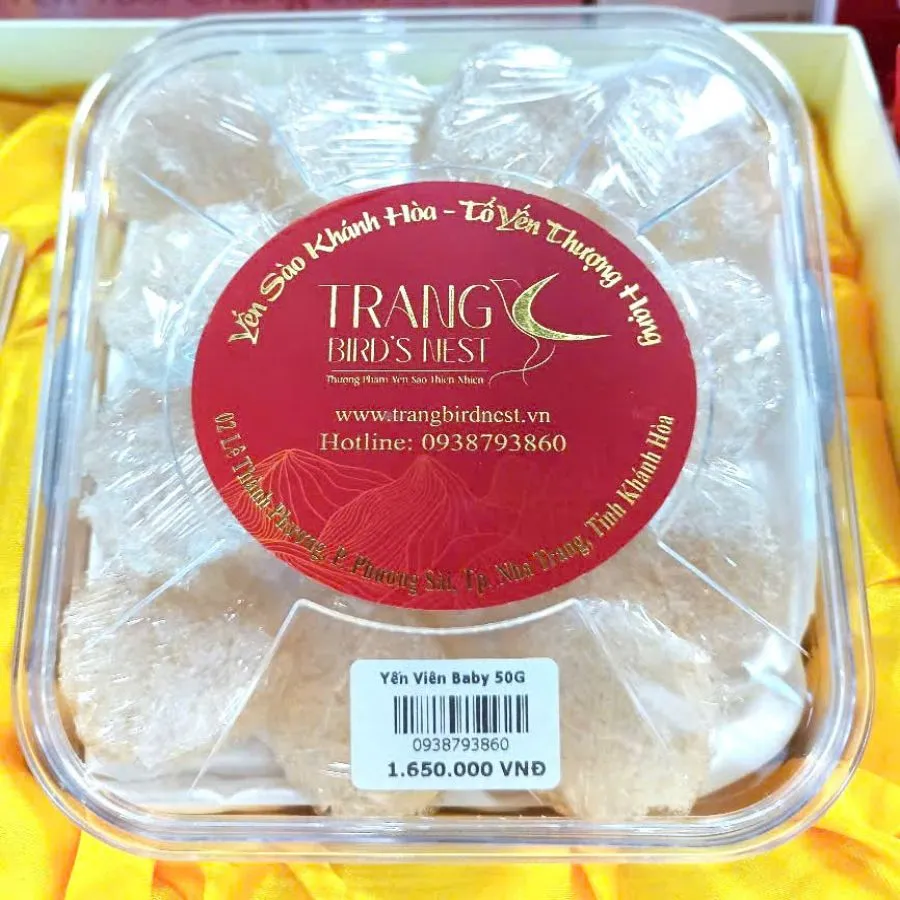 Yến Sào Khánh Hòa - Tổ Yến Thượng Hạng
TRANG
BIRD'S NEST
Thượng Phẩm Yến Sào Thiên Nhiên
www.trangbirdnest.vn
Hotline: 0938793860
02 Lê Thành Phương, P. Phương Sài, Tp. Nha Trang, Tỉnh Khánh Hòa
Yến Viên Baby 50G
0938793860
1.650.000 VNĐ